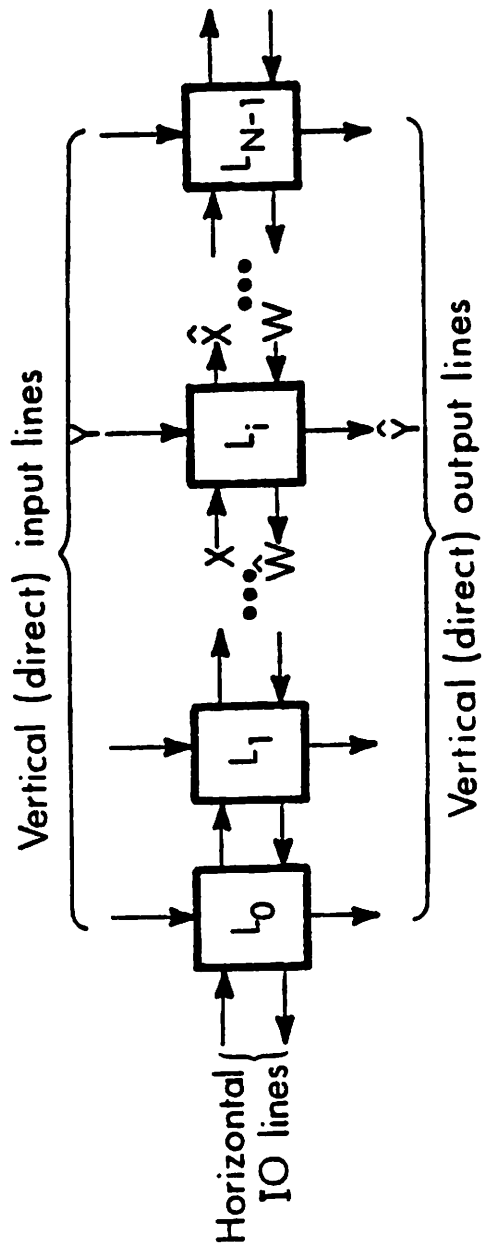 Vertical (direct) input lines
Y
Horizontal
IO lines
L0
L1
•••
X
Ŵ
Li
X̂
W
•••
LN-1
Ŷ
Vertical (direct) output lines